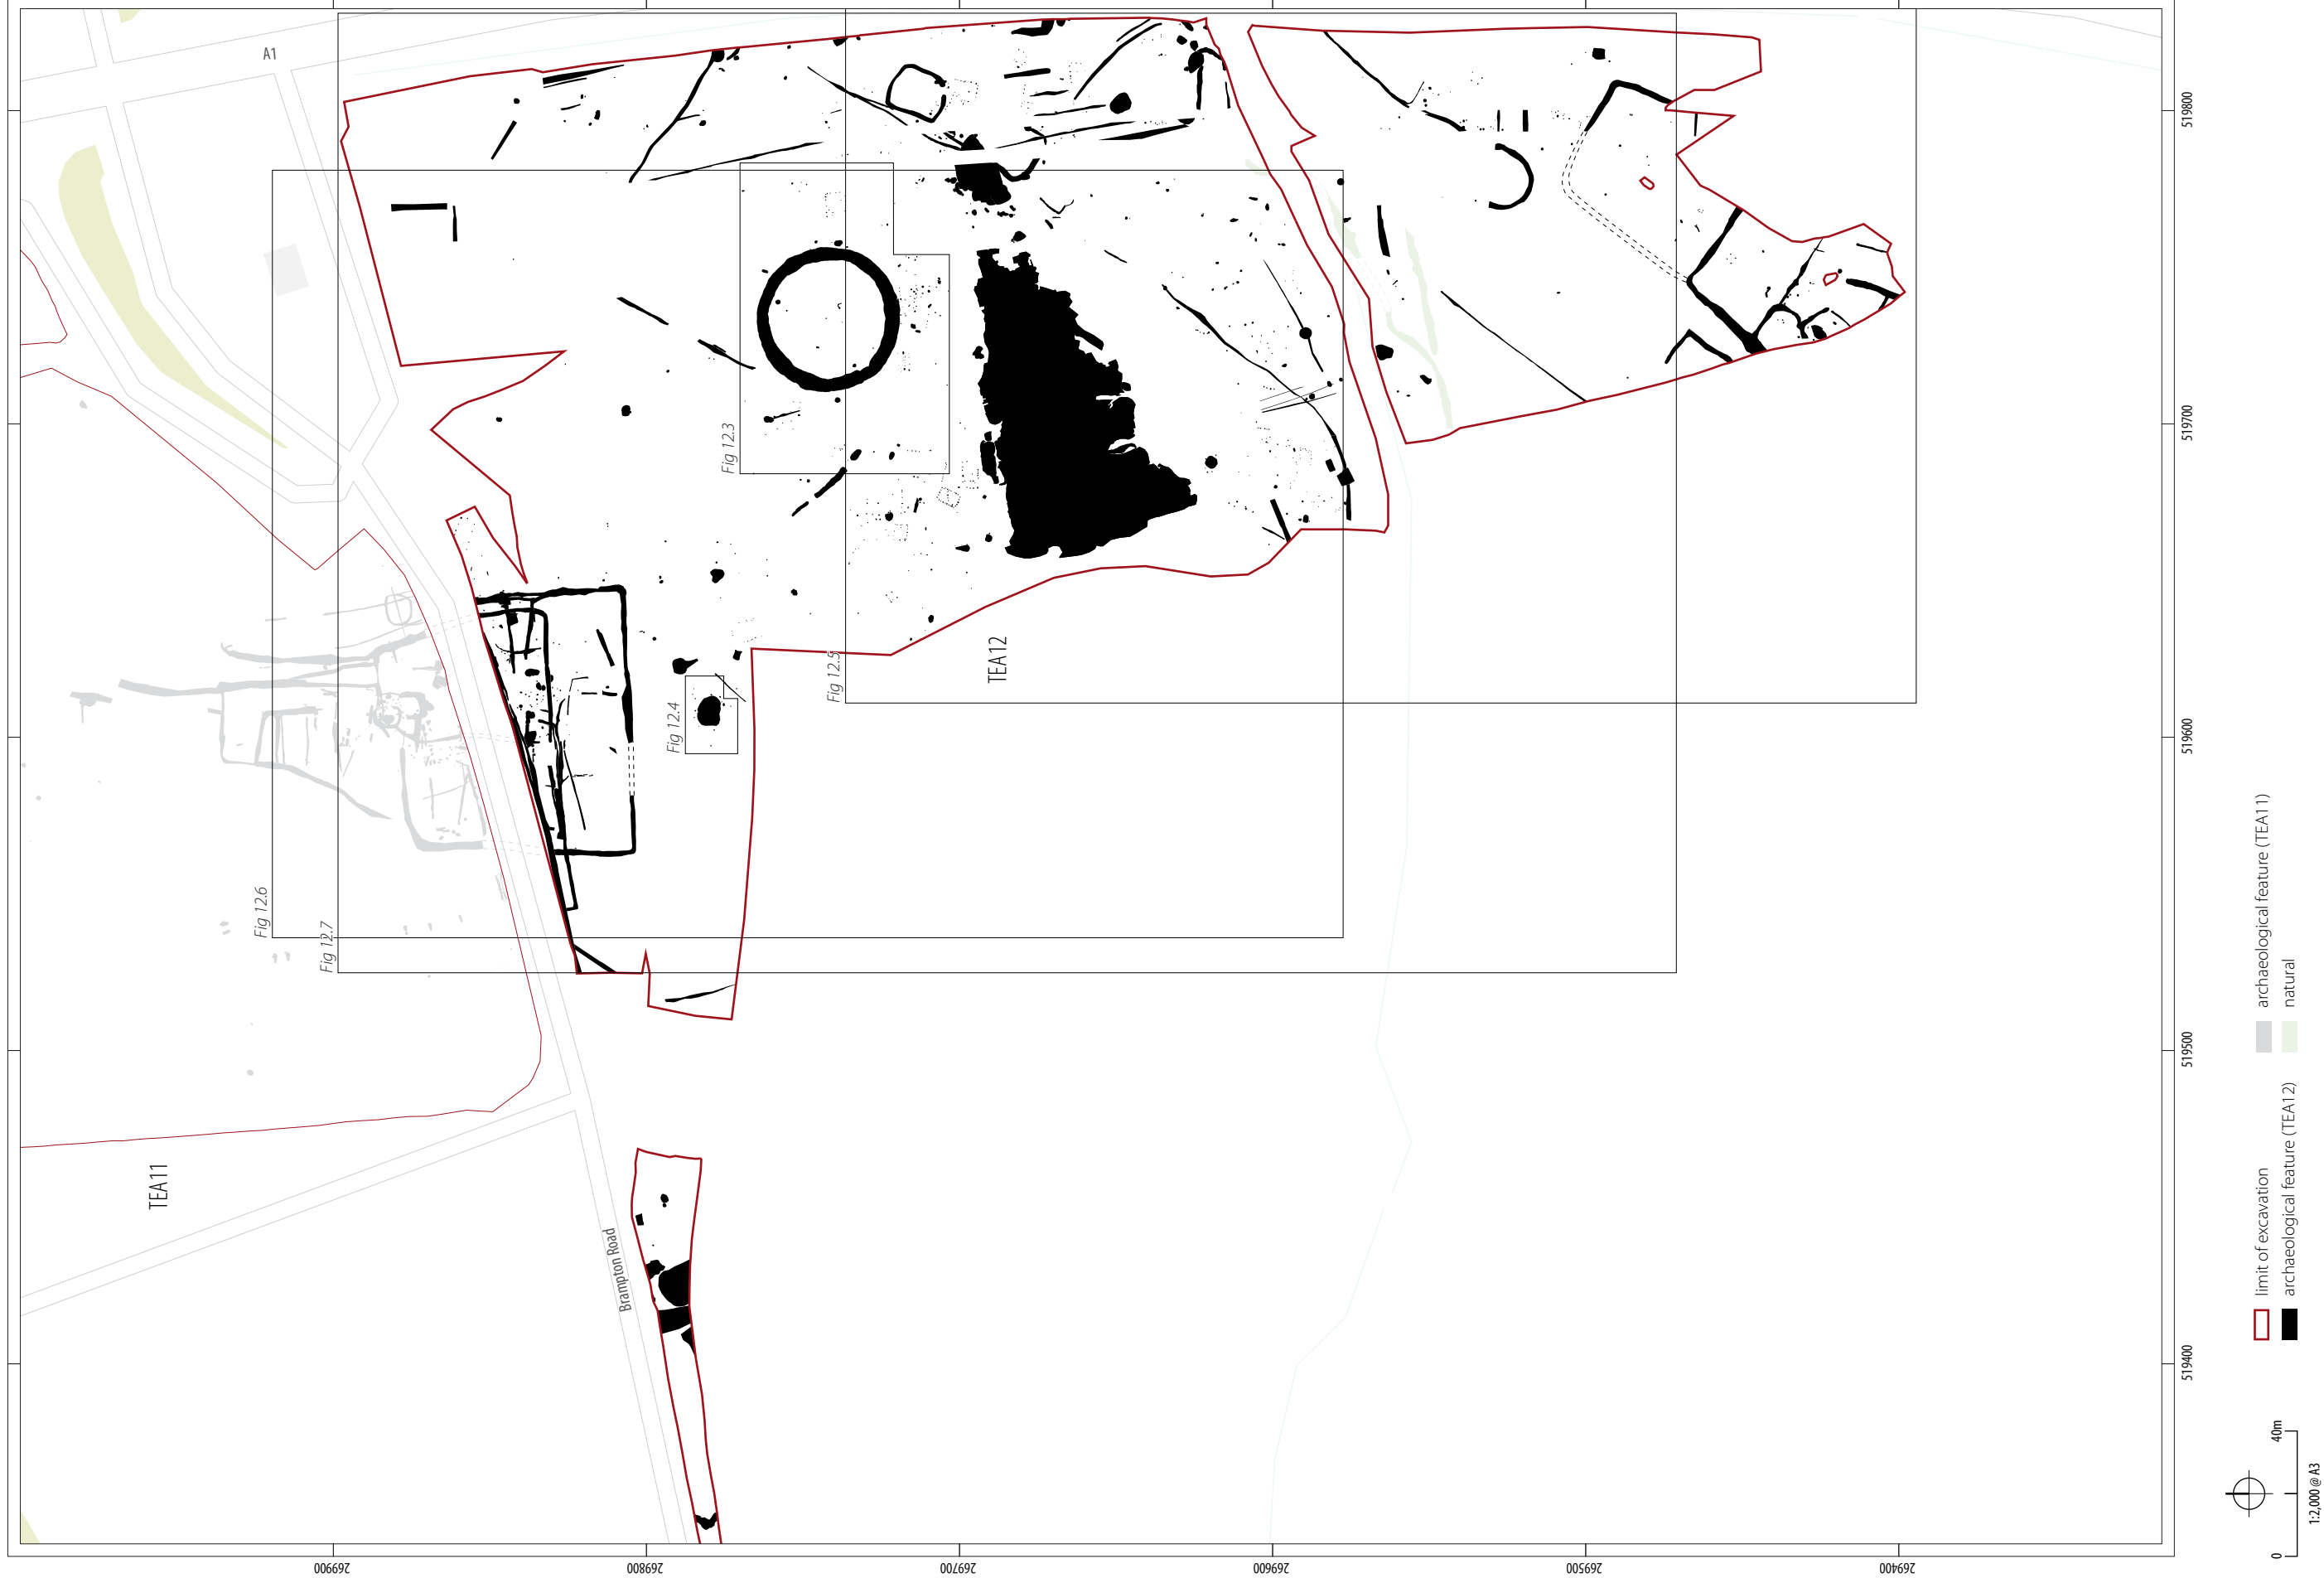 A1
Fig 12.3
Fig 12.6
Fig 12.7
Fig 12.4
Fig 12.5
TEA12
TEA11
Brampton Road
519800
519700
519600
519500
519400
269900
269800
269700
269600
269500
269400
limit of excavation
archaeological feature (TEA12)
archaeological feature (TEA11)
natural
0
40m
1:2,000 @ A3